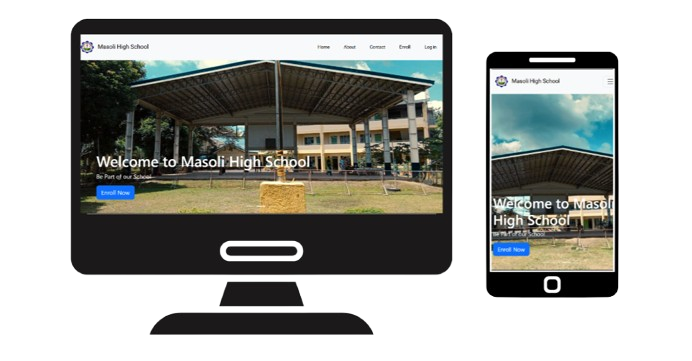 Masoli High School
Home About Contact Enroll Log in
Welcome to Masoli High School
Be Part of our School
Enroll Now
Masoli High School
Welcome to Masoli
High School
Be Part of our School
Enroll Now